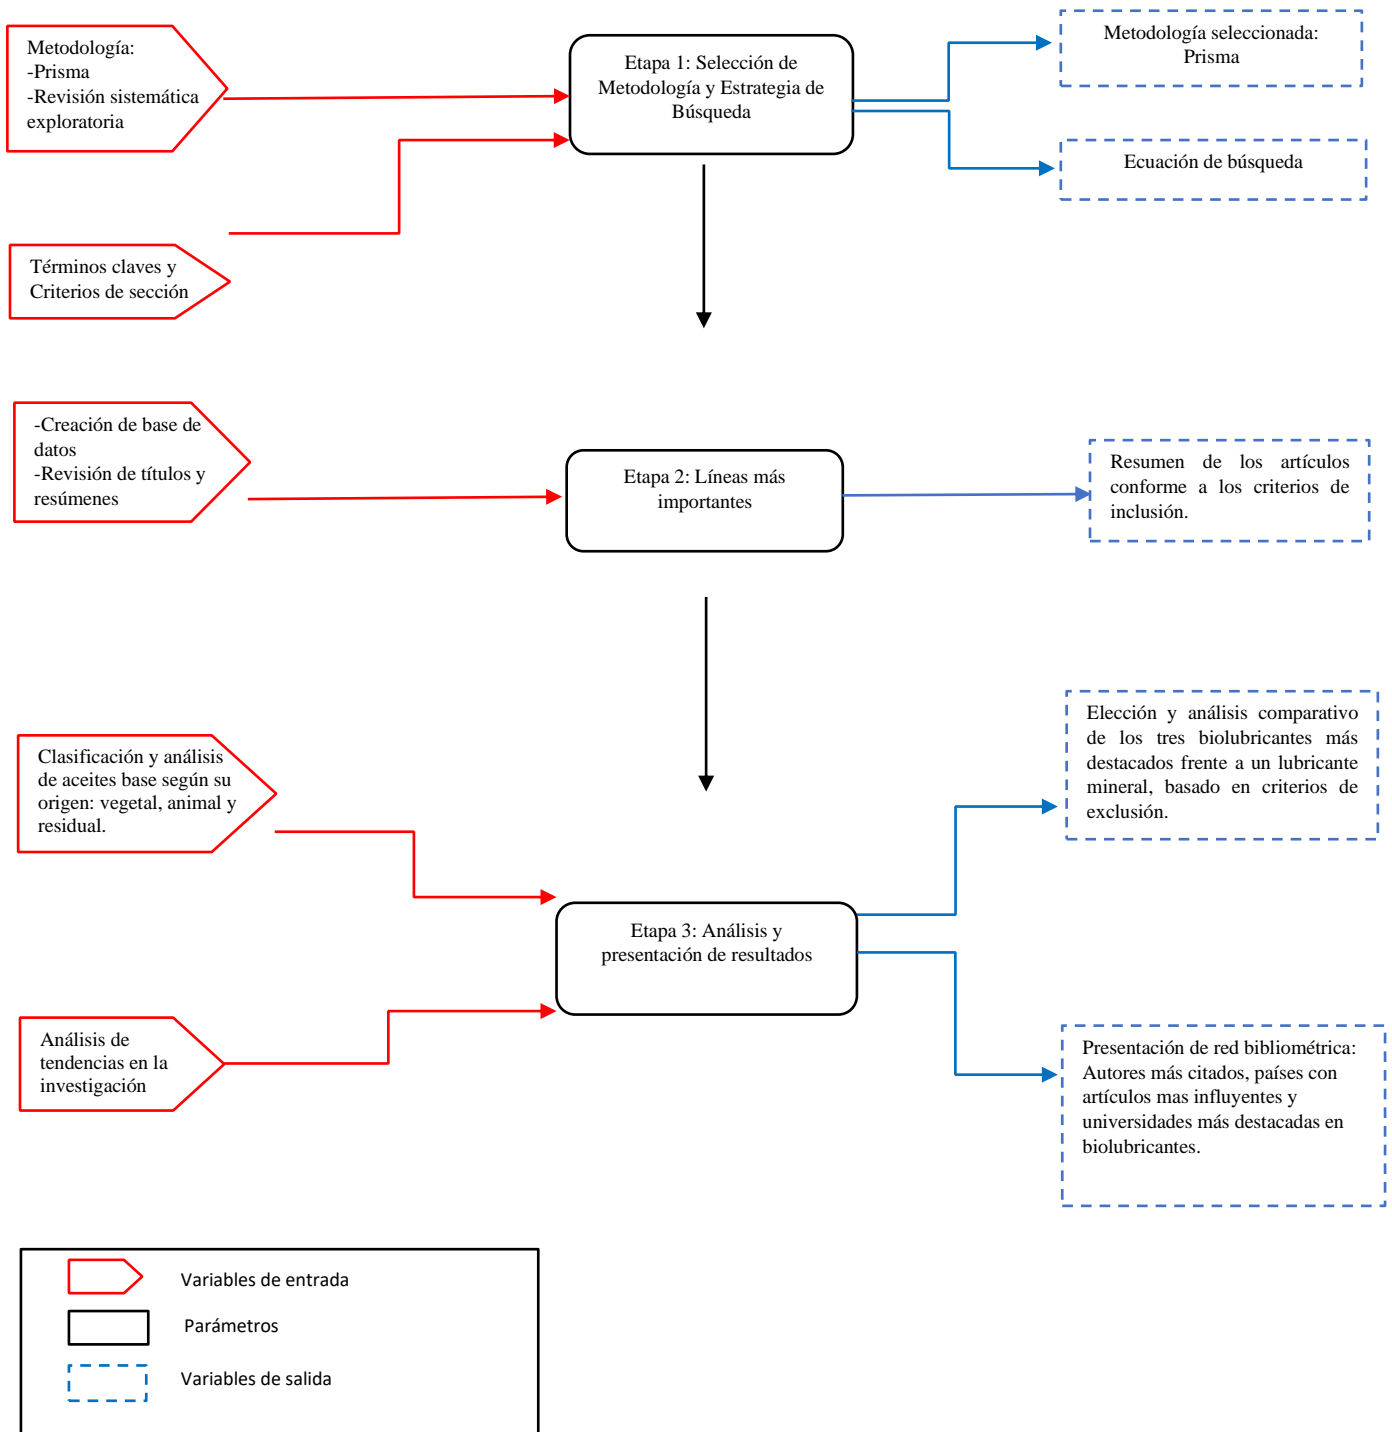 Metodología:
-Prisma
-Revisión sistemática
exploratoria
Etapa 1: Selección de
Metodología y Estrategia de
Búsqueda
Metodología seleccionada:
Prisma
Ecuación de búsqueda
Términos claves y
Criterios de sección
-Creación de base de
datos
-Revisión de títulos y
resúmenes
Etapa 2: Líneas más
importantes
Resumen de los artículos
conforme a los criterios de
inclusión.
Clasificación y análisis
de aceites base según su
origen: vegetal, animal y
residual.
Elección y análisis comparativo
de los tres biolubricantes más
destacados frente a un lubricante
mineral, basado en criterios de
exclusión.
Etapa 3: Análisis y
presentación de resultados
Análisis de
tendencias en la
investigación
Presentación de red bibliométrica:
Autores más citados, países con
artículos mas influyentes y
universidades más destacadas en
biolubricantes.
Variables de entrada
Parámetros
Variables de salida